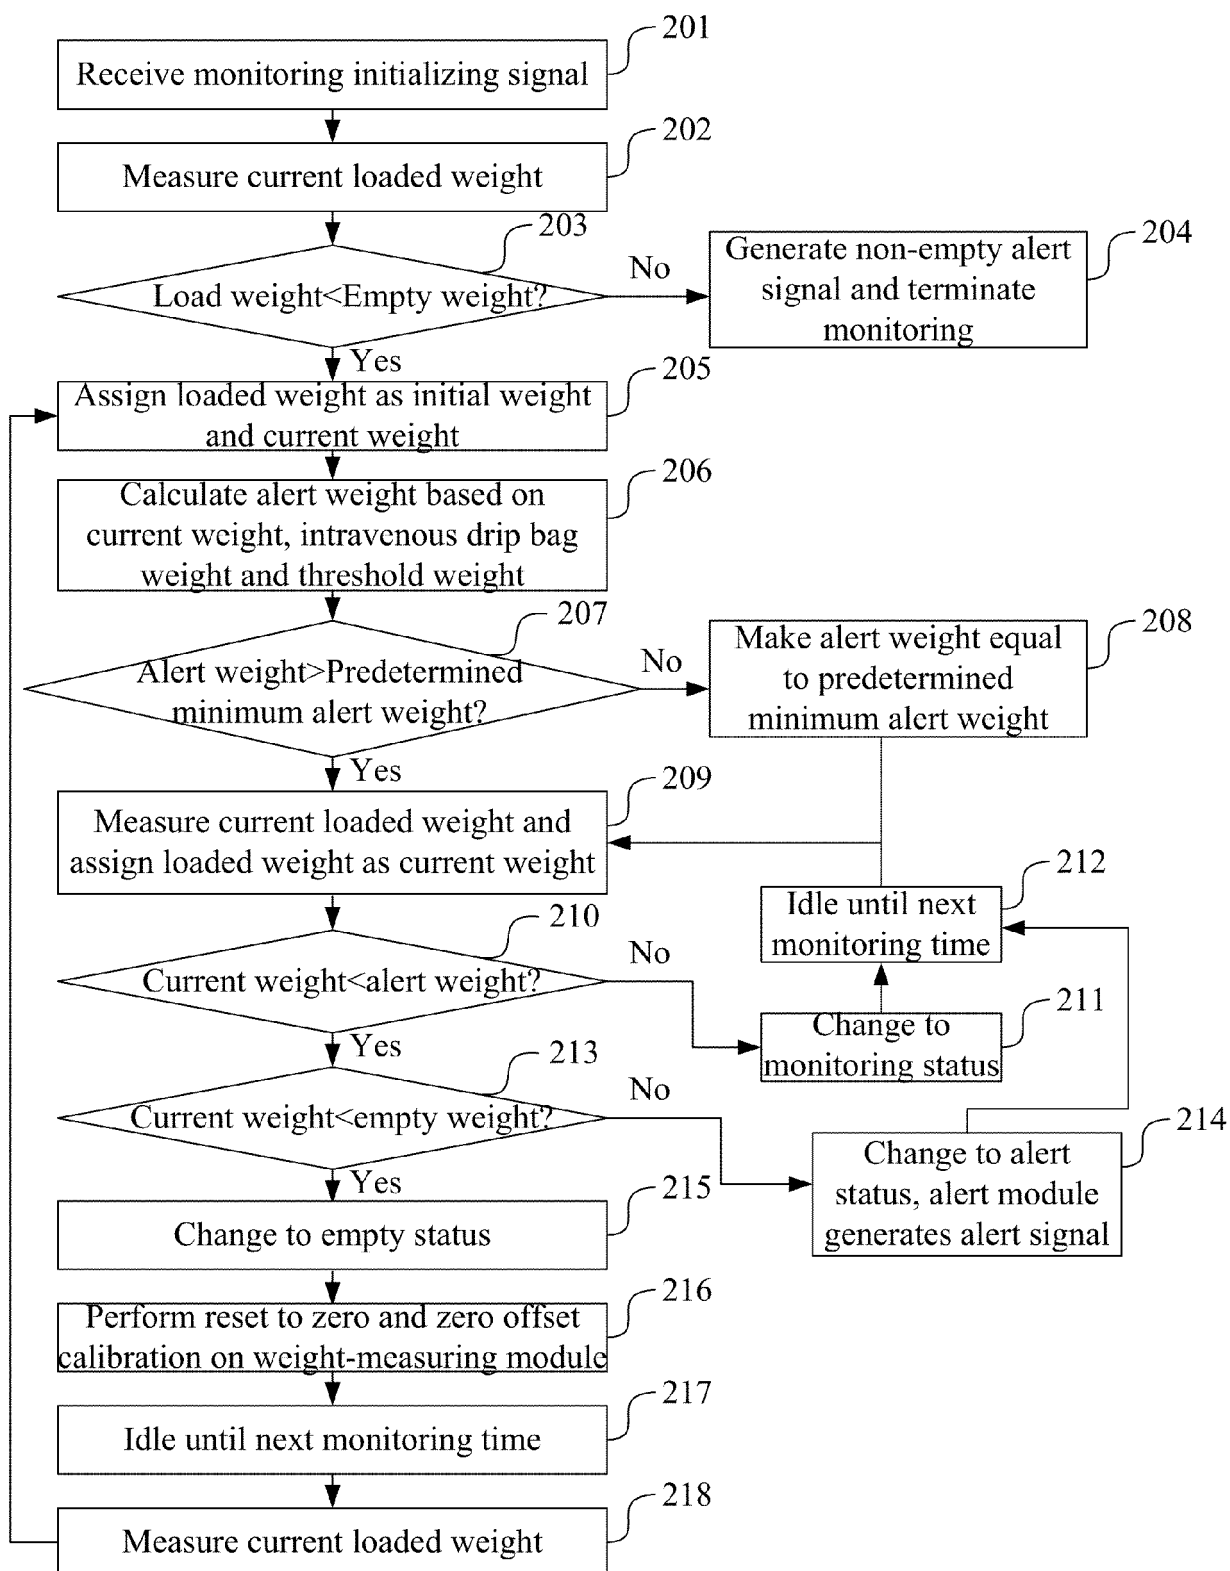 201
Receive monitoring initializing signal
202
Measure current loaded weight
203
Load weight<Empty weight?
No
204
Generate non-empty alert
signal and terminate
monitoring
Yes
205
Assign loaded weight as initial weight
and current weight
206
Calculate alert weight based on
current weight, intravenous drip bag
weight and threshold weight
207
Alert weight>Predetermined
minimum alert weight?
No
208
Make alert weight equal
to predetermined
minimum alert weight
Yes
209
Measure current loaded weight and
assign loaded weight as current weight
212
Idle until next
monitoring time
210
Current weight<alert weight?
No
211
Change to
monitoring status
Yes
213
Current weight<empty weight?
No
214
Change to alert
status, alert module
generates alert signal
Yes
215
Change to empty status
216
Perform reset to zero and zero offset
calibration on weight-measuring module
217
Idle until next monitoring time
218
Measure current loaded weight